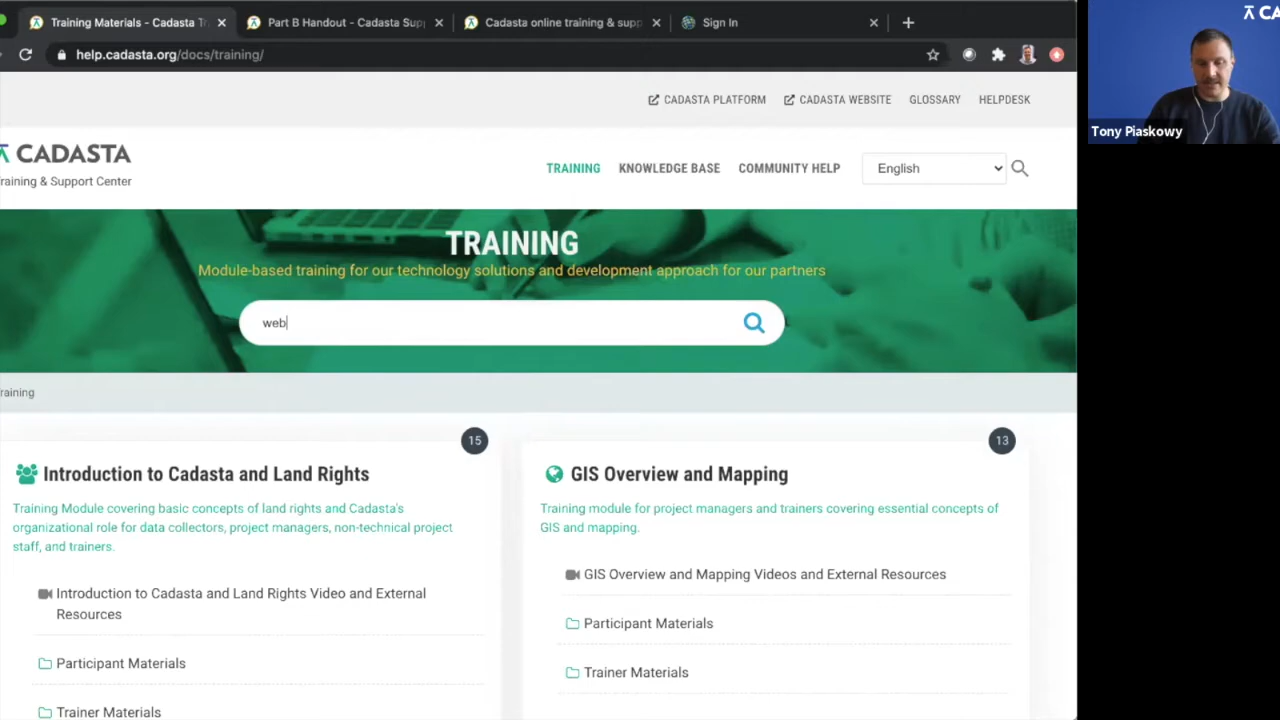 Training Materials - Cadasta Tr
Part B Handout - Cadasta Supp
Cadasta online training & supp
Sign In
help.cadasta.org/docs/training/
CADASTA PLATFORM
CADASTA WEBSITE
GLOSSARY
HELPDESK
CADASTA
raining & Support Center
TRAINING
KNOWLEDGE BASE
COMMUNITY HELP
English
TRAINING
Module-based training for our technology solutions and development approach for our partners
web
raining
15
Introduction to Cadasta and Land Rights
Training Module covering basic concepts of land rights and Cadasta's
organizational role for data collectors, project managers, non-technical project
staff, and trainers.
Introduction to Cadasta and Land Rights Video and External
Resources
Participant Materials
Trainer Materials
13
GIS Overview and Mapping
Training module for project managers and trainers covering essential concepts of
GIS and mapping.
GIS Overview and Mapping Videos and External Resources
Participant Materials
Trainer Materials
CA
Tony Piaskowy